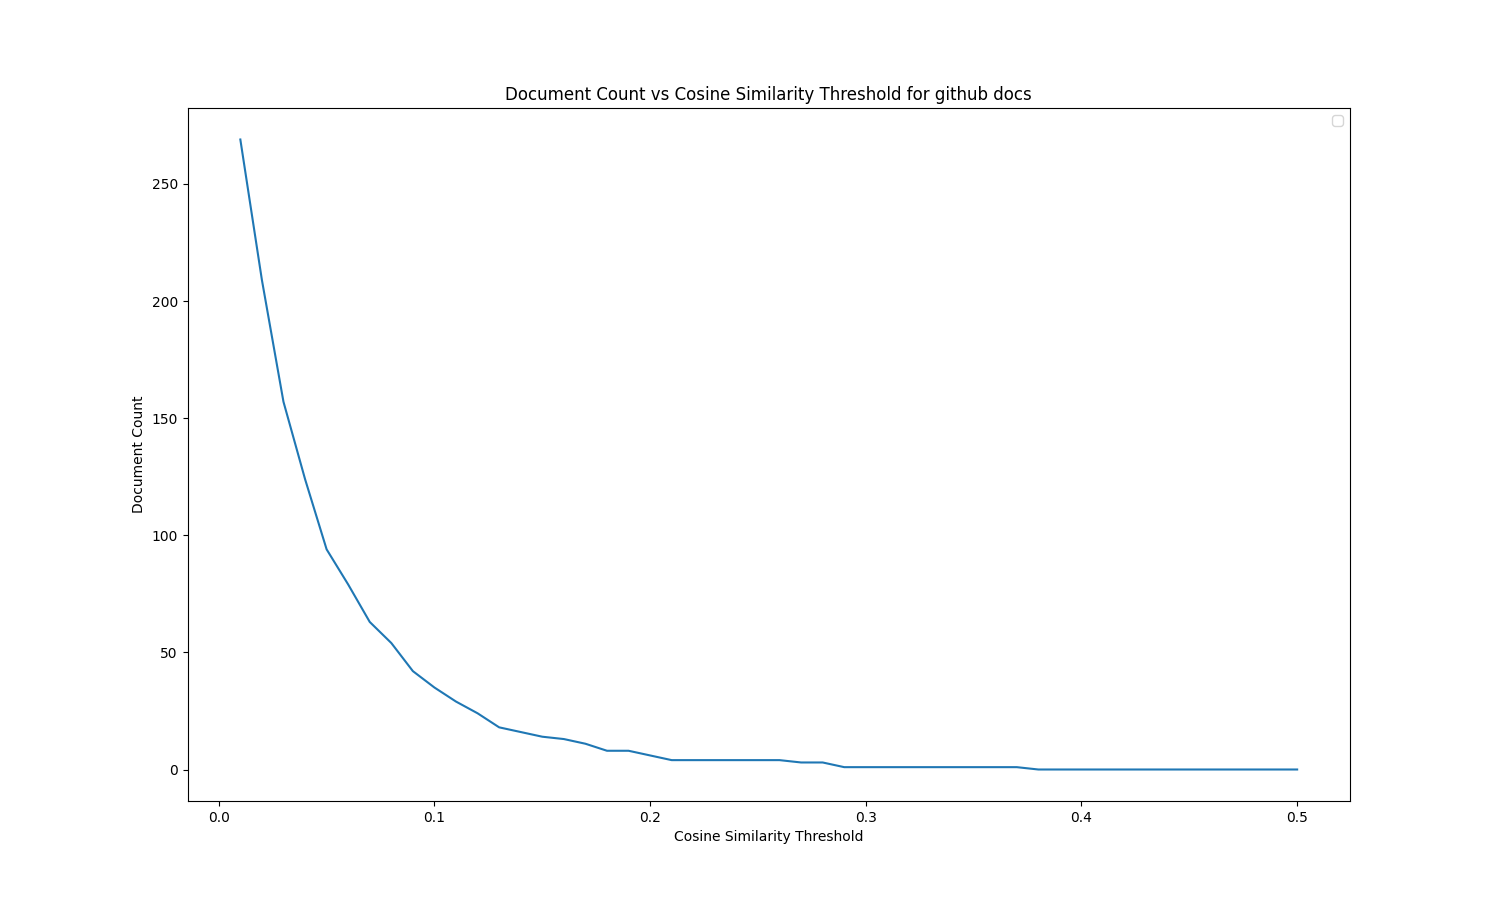 Document Count vs Cosine Similarity Threshold for github docs
250
200
150
100
50
0
Document Count
0.0 0.1 0.2 0.3 0.4 0.5
Cosine Similarity Threshold